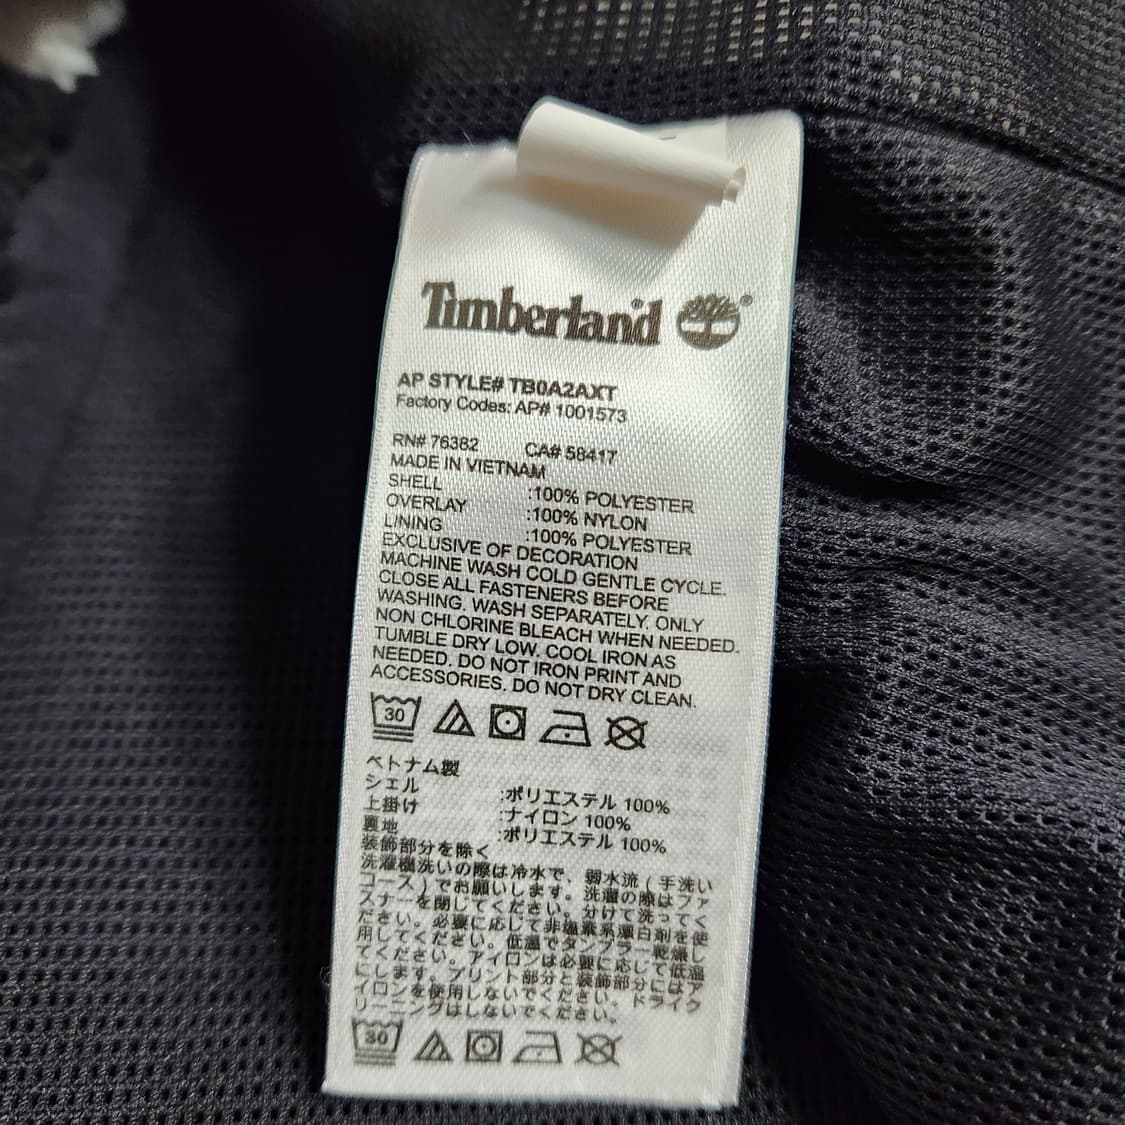 Timberland
AP STYLE# TB0A2AXT
Factory Codes: AP# 1001573
RN# 76382 CA# 58417
MADE IN VIETNAM
SHELL :100% POLYESTER
OVERLAY :100% NYLON
LINING :100% POLYESTER
EXCLUSIVE OF DECORATION
MACHINE WASH COLD GENTLE CYCLE.
CLOSE ALL FASTENERS BEFORE
WASHING. WASH SEPARATELY. ONLY
NON CHLORINE BLEACH WHEN NEEDED.
TUMBLE DRY LOW. COOL IRON AS
NEEDED. DO NOT IRON PRINT AND
ACCESSORIES. DO NOT DRY CLEAN.
30
ベトナム製
シェル :ポリエステル 100%
上掛け :ナイロン 100%
裏地 :ポリエステル 100%
装飾部分を除く
洗濯機洗いの際は冷水で、弱水流(手洗い
コース)でお願いします。洗濯の際はファ
スナーを閉じてください。分けて洗ってく
ださい。必要に応じて非塩素系漂白剤を使
用してください。低温でタンブラー乾燥し
てください。アイロンは必要に応じて低温
にします。プリント部分と装飾部分にはア
イロンを使用しないでください。ドライク
リーニングはしないでください。
30